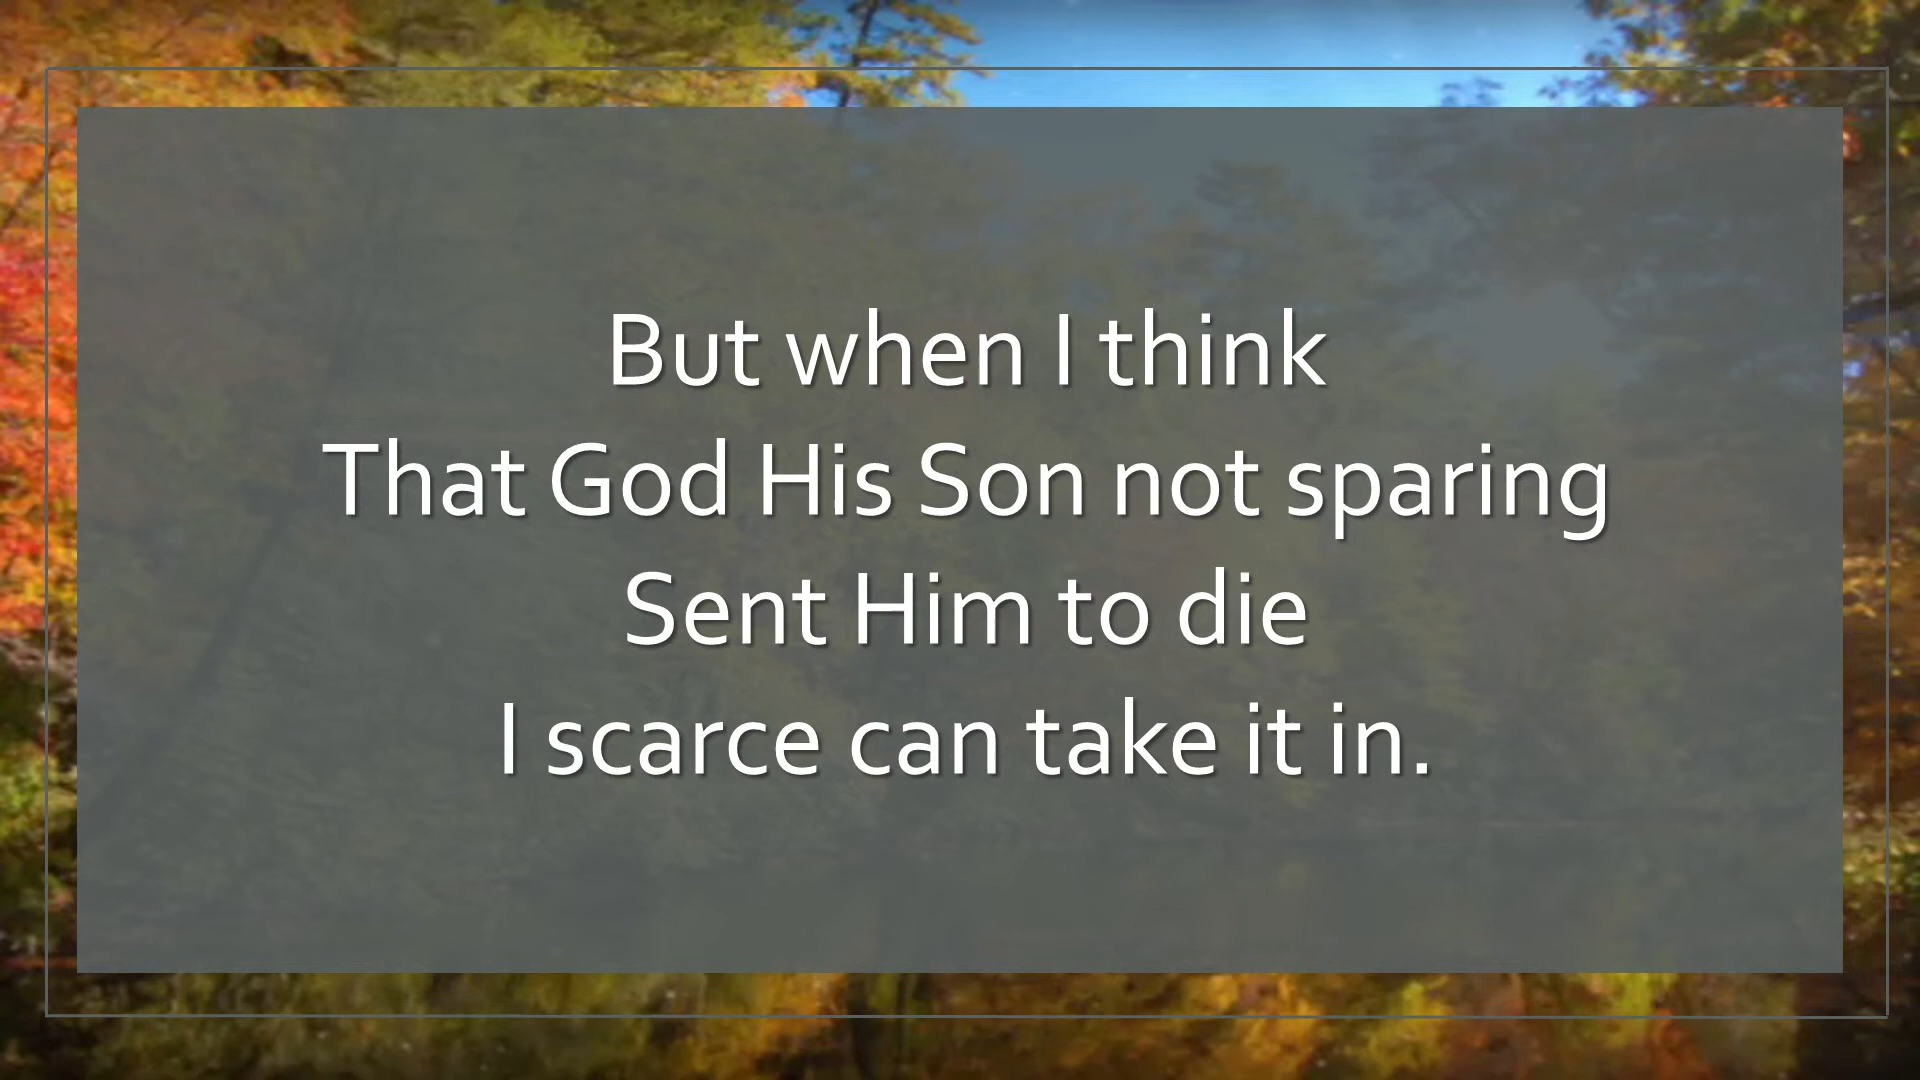 But when I think
That God His Son not sparing
Sent Him to die
I scarce can take it in.